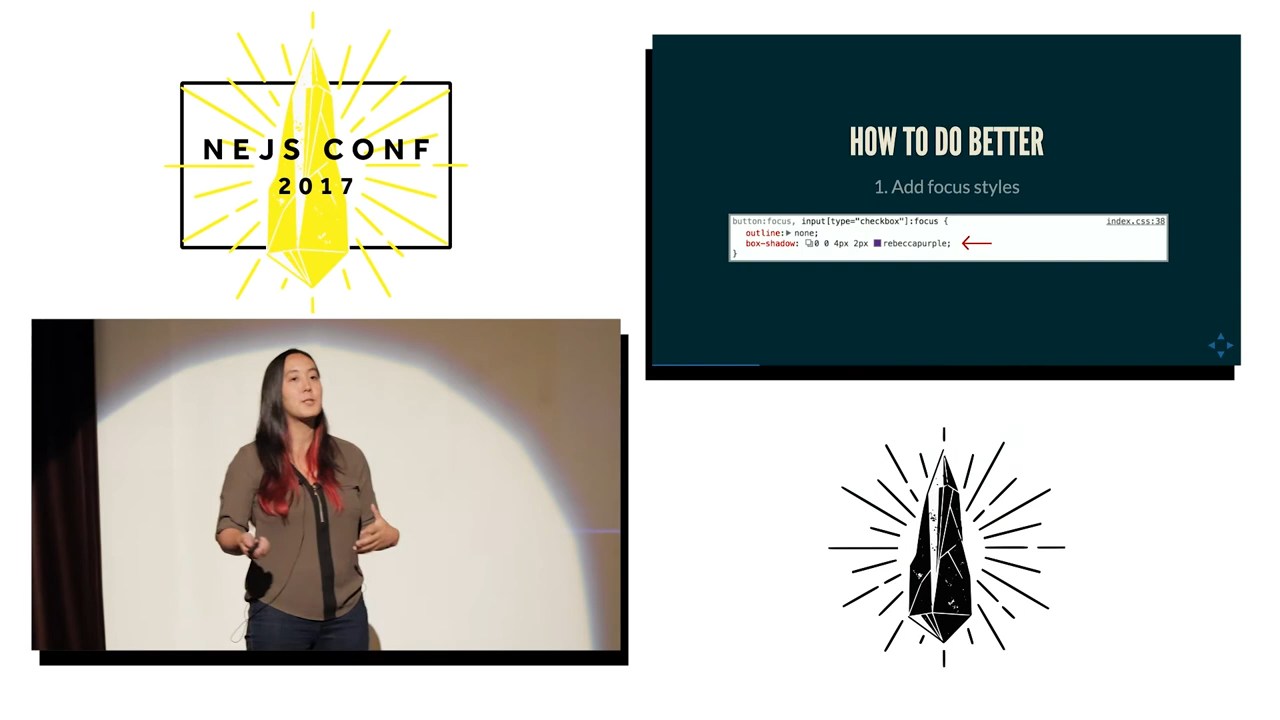 NEJS CONF
2017
HOW TO DO BETTER
1. Add focus styles
button:focus, input[type="checkbox"]:focus {
index.css:38
outline:▶ none;
box-shadow: 0 0 4px 2px rebeccapurple;
}